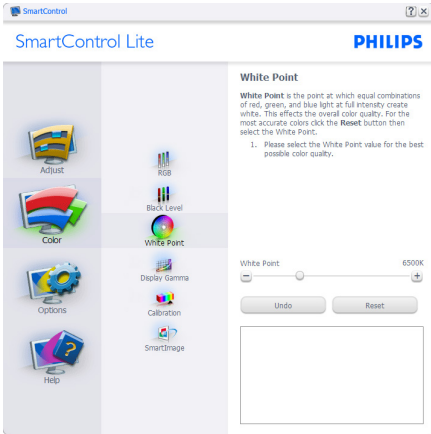 SmartControl
SmartControl Lite
PHILIPS
Adjust
Color
Options
Help
RGB
Black Level
White Point
Display Gamma
Calibration
SmartImage
White Point
White Point is the point at which equal combinations
of red, green, and blue light at full intensity create
white. This effects the overall color quality. For the
most accurate colors click the Reset button then
select the White Point.
1. Please select the White Point value for the best
possible color quality.
White Point 6500K
Undo Reset